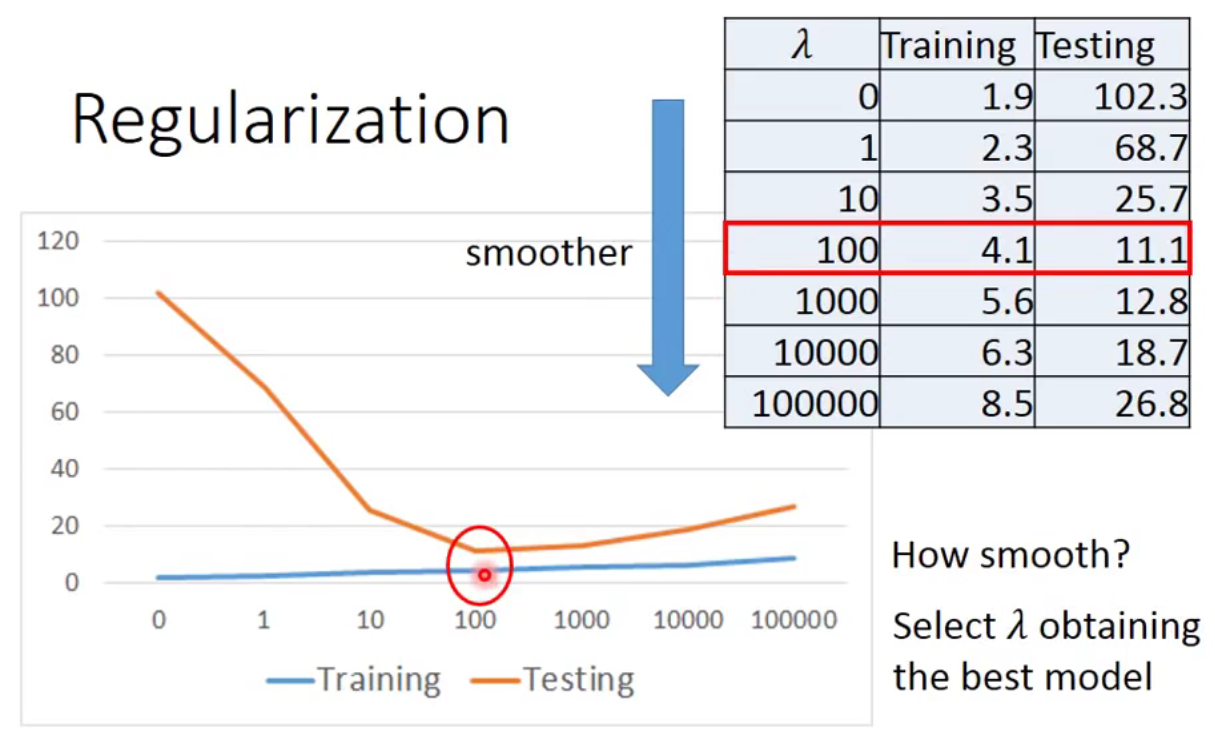 Regularization
λ Training Testing
0 1.9 102.3
1 2.3 68.7
10 3.5 25.7
100 4.1 11.1
1000 5.6 12.8
10000 6.3 18.7
100000 8.5 26.8
smoother
120
100
80
60
40
20
0
0 1 10 100 1000 10000 100000
Training Testing
How smooth?
Select λ obtaining
the best model